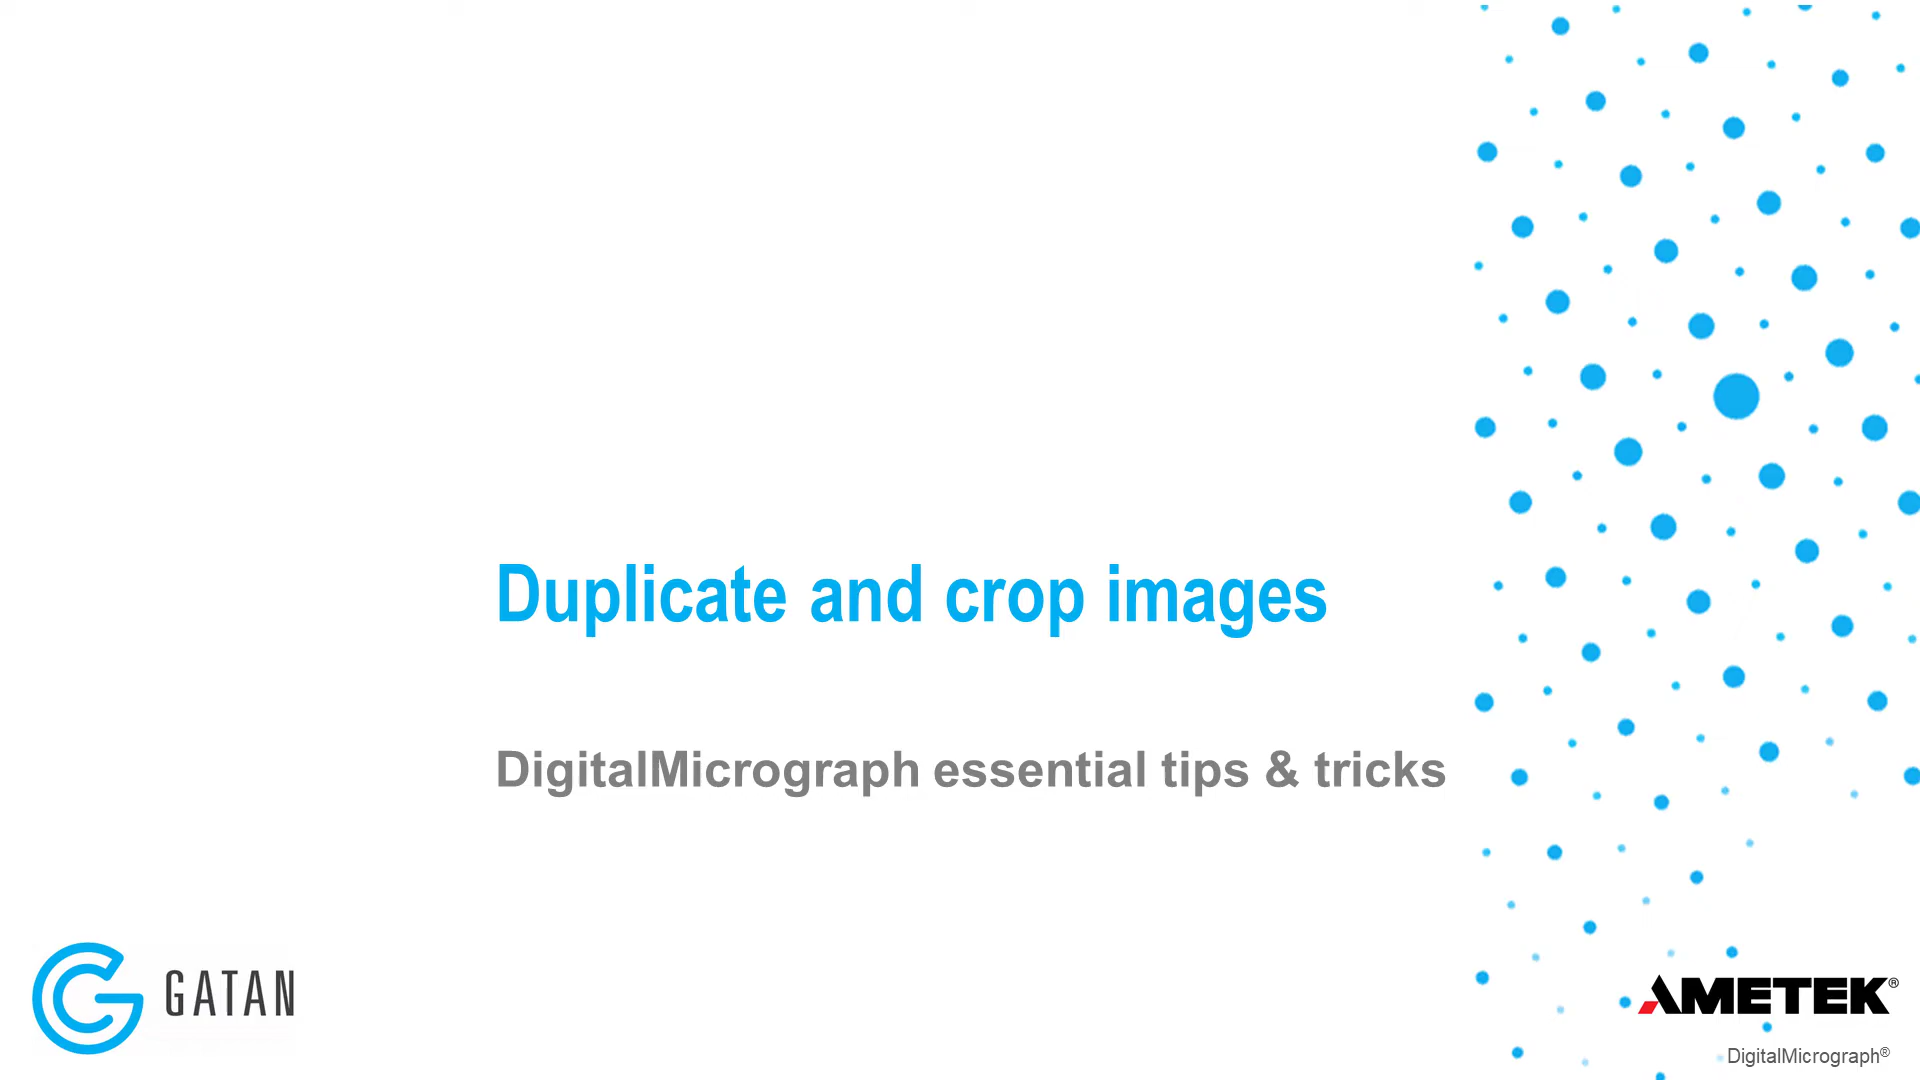 Duplicate and crop images
DigitalMicrograph essential tips & tricks
GATAN
AMETEK®
DigitalMicrograph®